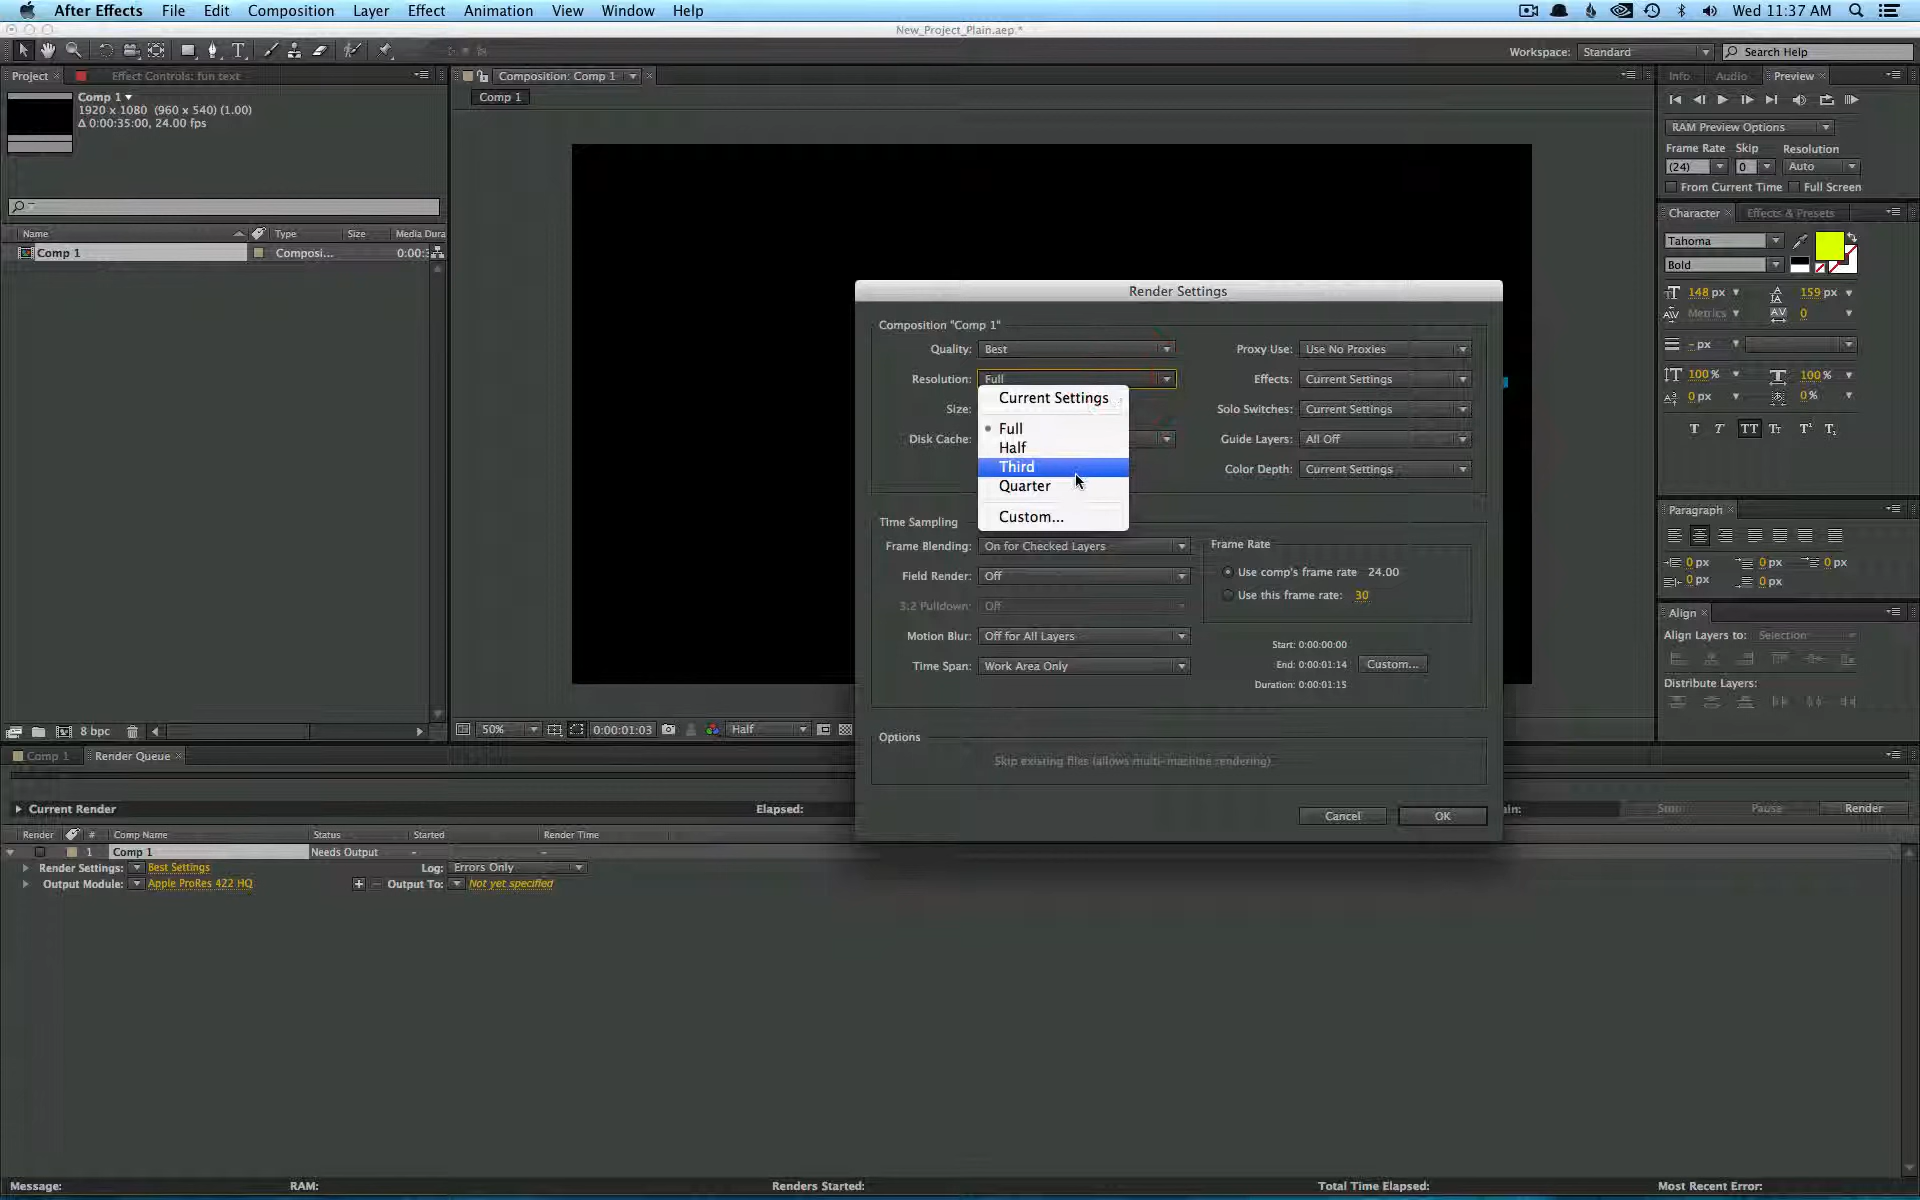 After Effects File Edit Composition Layer Effect Animation View Window Help Wed 11:37 AM
New_Project_Plain.aep *
Workspace: Standard Search Help
Project Effect Controls: fun text Composition: Comp 1 Info Audio Preview
Comp 1
1920 x 1080 (960 x 540) (1.00)
Δ 0:00:35:00, 24.00 fps
Comp 1
RAM Preview Options
Frame Rate Skip Resolution
(24) 0 Auto
From Current Time Full Screen
Character Effects & Presets
Name Type Size Media Dura
Comp 1 Composi... 0:00:3
Tahoma
Bold
148 px 159 px
Metrics 0
- px
100 % 100 %
0 px 0 %
T T TT Tr T¹ T₁
Paragraph
0 px 0 px 0 px
0 px 0 px
Align
Align Layers to: Selection
Distribute Layers:
Render Settings
Composition "Comp 1"
Quality: Best Proxy Use: Use No Proxies
Resolution: Full Effects: Current Settings
Size: Solo Switches: Current Settings
Disk Cache: Guide Layers: All Off
Color Depth: Current Settings
Current Settings
Full
Half
Third
Quarter
Custom...
Time Sampling
Frame Blending: On for Checked Layers
Field Render: Off
3:2 Pulldown: Off
Motion Blur: Off for All Layers
Time Span: Work Area Only
Frame Rate
Use comp's frame rate 24.00
Use this frame rate: 30
Start: 0:00:00:00
End: 0:00:01:14 Custom...
Duration: 0:00:01:15
Options
Skip existing files (allows multi-machine rendering)
Cancel OK
8 bpc 50% 0:00:01:03 Half
Comp 1 Render Queue
Current Render Elapsed: Stop Pause Render
Render # Comp Name Status Started Render Time
1 Comp 1 Needs Output - -
Render Settings: Best Settings Log: Errors Only
Output Module: Apple ProRes 422 HQ Output To: Not yet specified
Message: RAM: Renders Started: Total Time Elapsed: Most Recent Error: